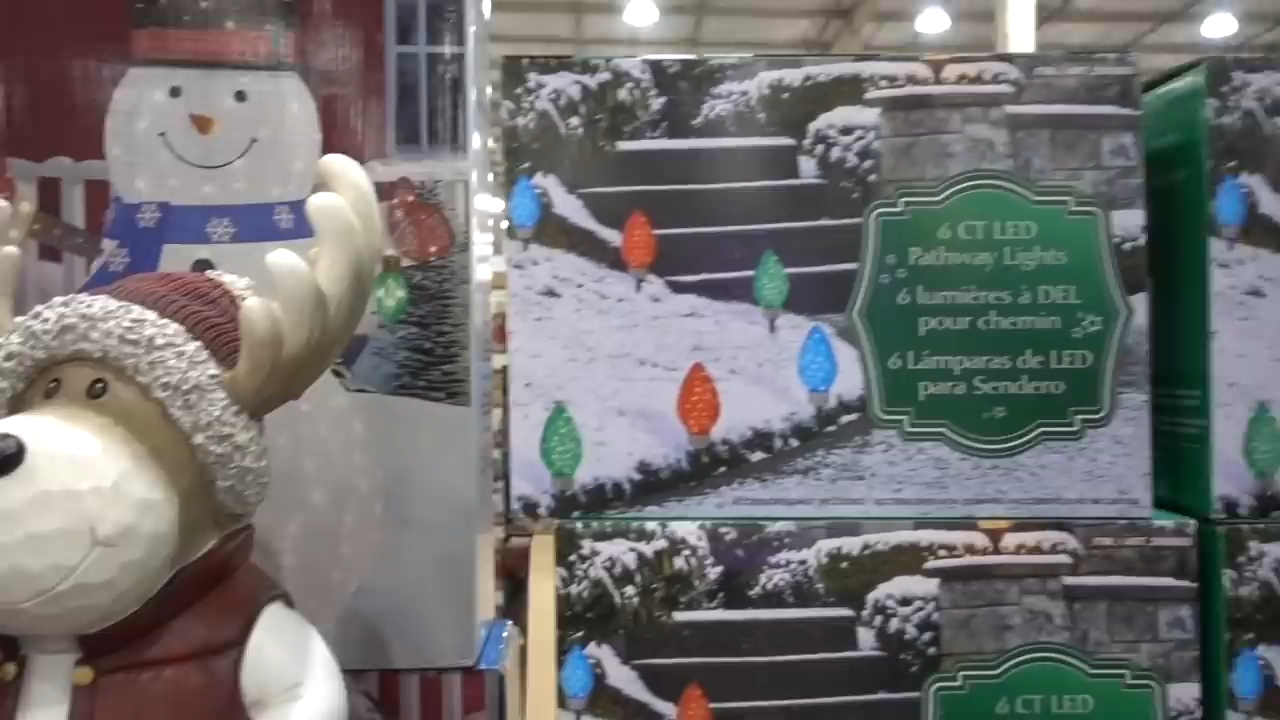 6 CT LED
Pathway Lights
6 lumières à DEL
pour chemin
6 Lámparas de LED
para Sendero
6 CT LED